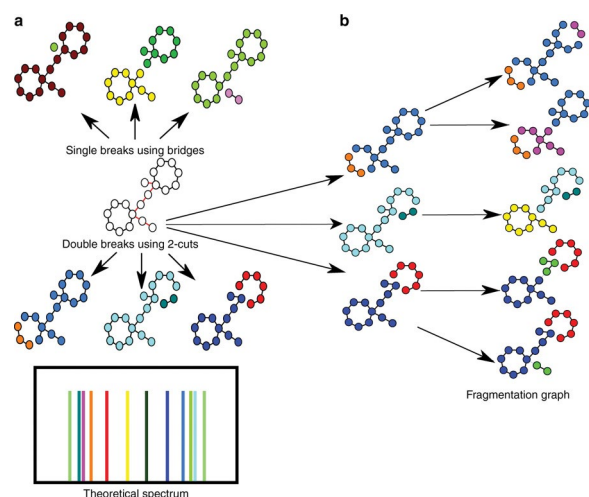 a
b
Single breaks using bridges
Double breaks using 2-cuts
Fragmentation graph
Theoretical spectrum